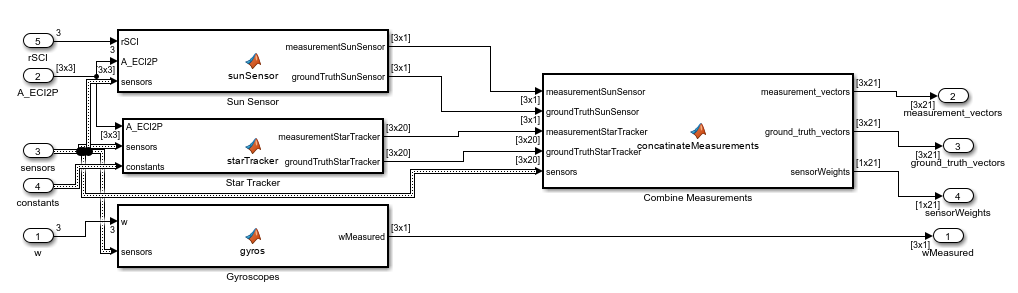 5
rSCI
3
2
A_ECI2P
[3x3]
3
sensors
4
constants
1
w
3
rSCI
3
A_ECI2P
[3x3]
sensors
sunSensor
measurementSunSensor
groundTruthSunSensor
Sun Sensor
[3x1]
[3x1]
A_ECI2P
[3x3]
sensors
constants
starTracker
measurementStarTracker
groundTruthStarTracker
Star Tracker
[3x20]
[3x20]
w
3
sensors
gyros
wMeasured
Gyroscopes
[3x1]
measurementSunSensor
[3x1]
groundTruthSunSensor
[3x1]
measurementStarTracker
[3x20]
groundTruthStarTracker
[3x20]
sensors
concatinateMeasurements
measurement_vectors
ground_truth_vectors
sensorWeights
Combine Measurements
[3x21]
[3x21]
[1x21]
2
[3x21]
measurement_vectors
3
[3x21]
ground_truth_vectors
4
[1x21]
sensorWeights
1
[3x1]
wMeasured